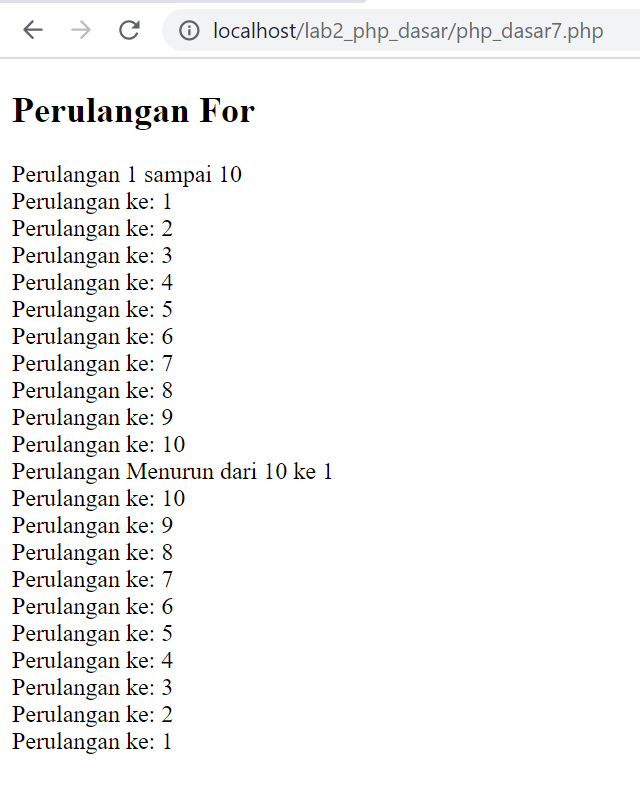 localhost/lab2_php_dasar/php_dasar7.php
Perulangan For
Perulangan 1 sampai 10
Perulangan ke: 1
Perulangan ke: 2
Perulangan ke: 3
Perulangan ke: 4
Perulangan ke: 5
Perulangan ke: 6
Perulangan ke: 7
Perulangan ke: 8
Perulangan ke: 9
Perulangan ke: 10
Perulangan Menurun dari 10 ke 1
Perulangan ke: 10
Perulangan ke: 9
Perulangan ke: 8
Perulangan ke: 7
Perulangan ke: 6
Perulangan ke: 5
Perulangan ke: 4
Perulangan ke: 3
Perulangan ke: 2
Perulangan ke: 1